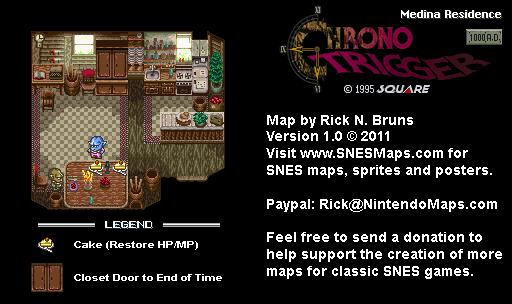 Medina Residence
CHRONO
TRIGGER
1000 A.D.
© 1995 SQUARE
Map by Rick N. Bruns
Version 1.0 © 2011
Visit www.SNESMaps.com for
SNES maps, sprites and posters.
Paypal: Rick@NintendoMaps.com
Feel free to send a donation to
help support the creation of more
maps for classic SNES games.
LEGEND
Cake (Restore HP/MP)
Closet Door to End of Time